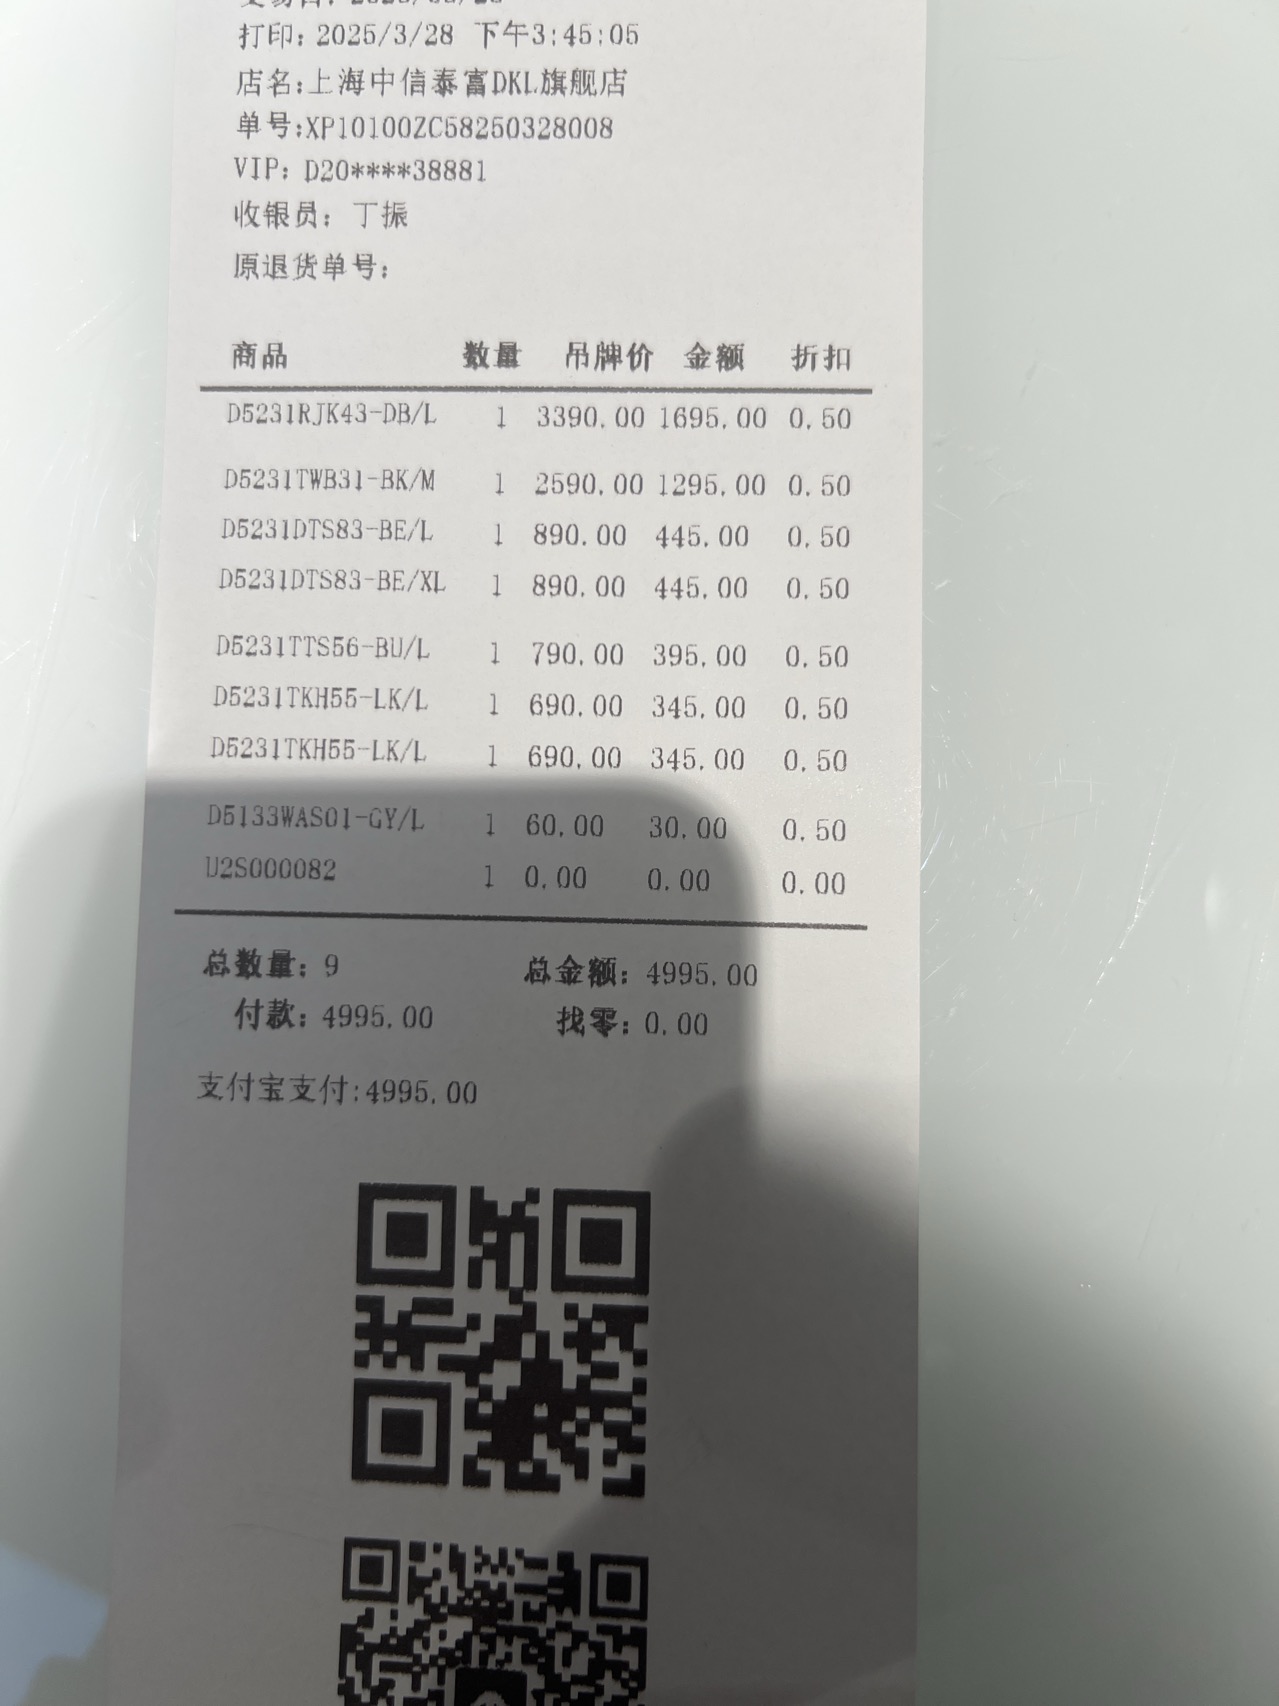 交易日: 2025/03/28
打印: 2025/3/28 下午3:45:05
店名:上海中信泰富DKL旗舰店
单号:XP10100ZC58250328008
VIP: D20****38881
收银员: 丁振
原退货单号:
商品 数量 吊牌价 金额 折扣
D5231RJK43-DB/L 1 3390.00 1695.00 0.50
D5231TWB31-BK/M 1 2590.00 1295.00 0.50
D5231DTS83-BE/L 1 890.00 445.00 0.50
D5231DTS83-BE/XL 1 890.00 445.00 0.50
D5231TTS56-BU/L 1 790.00 395.00 0.50
D5231TKH55-LK/L 1 690.00 345.00 0.50
D5231TKH55-LK/L 1 690.00 345.00 0.50
D5133WAS01-GY/L 1 60.00 30.00 0.50
U2S000082 1 0.00 0.00 0.00
总数量: 9 总金额: 4995.00
付款: 4995.00 找零: 0.00
支付宝支付:4995.00